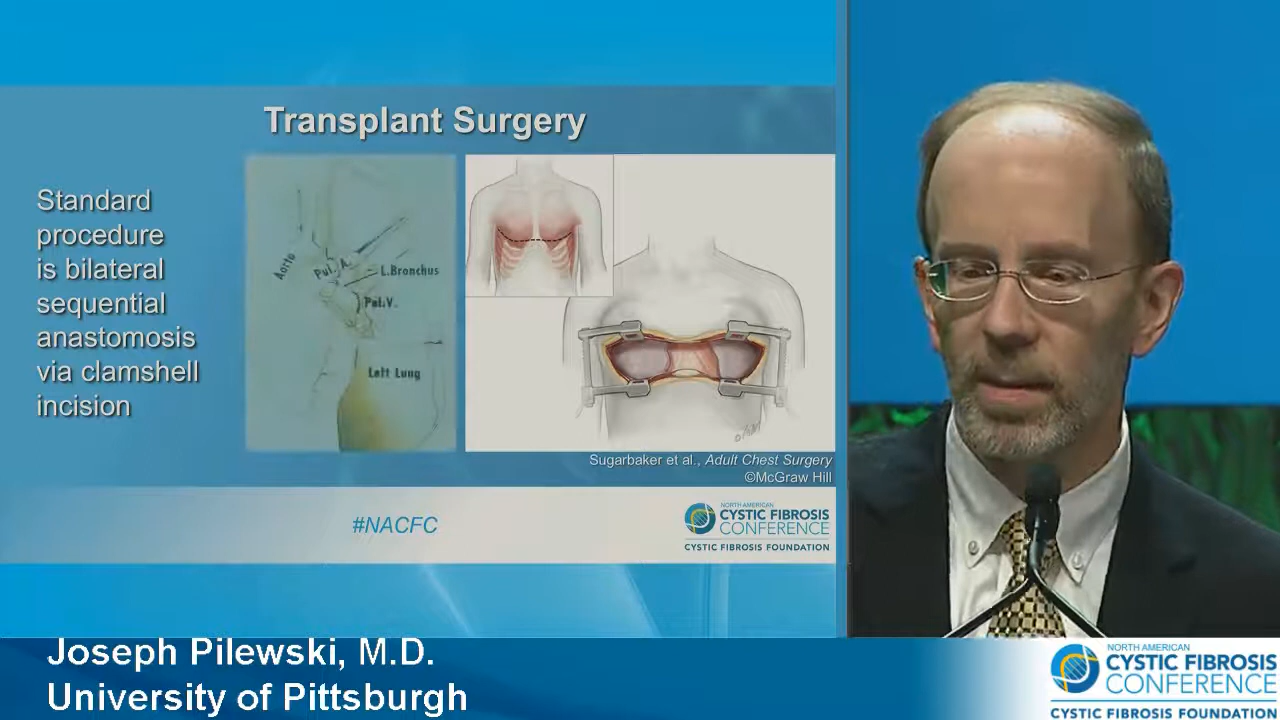 Transplant Surgery
Standard
procedure
is bilateral
sequential
anastomosis
via clamshell
incision
Aorta
Pul. A.
L. Bronchus
Pul. V.
Left Lung
Sugarbaker et al., Adult Chest Surgery
©McGraw Hill
#NACFC
NORTH AMERICAN
CYSTIC FIBROSIS
CONFERENCE
CYSTIC FIBROSIS FOUNDATION
Joseph Pilewski, M.D.
University of Pittsburgh
NORTH AMERICAN
CYSTIC FIBROSIS
CONFERENCE
CYSTIC FIBROSIS FOUNDATION